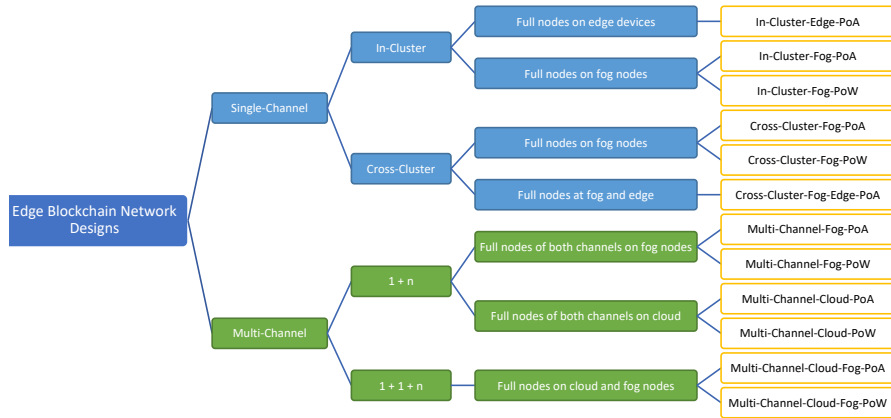 Edge Blockchain Network
Designs
Single-Channel
In-Cluster
Full nodes on edge devices
In-Cluster-Edge-PoA
Full nodes on fog nodes
In-Cluster-Fog-PoA
In-Cluster-Fog-PoW
Cross-Cluster
Full nodes on fog nodes
Cross-Cluster-Fog-PoA
Cross-Cluster-Fog-PoW
Full nodes at fog and edge
Cross-Cluster-Fog-Edge-PoA
Multi-Channel
1 + n
Full nodes of both channels on fog nodes
Multi-Channel-Fog-PoA
Multi-Channel-Fog-PoW
Full nodes of both channels on cloud
Multi-Channel-Cloud-PoA
Multi-Channel-Cloud-PoW
1 + 1 + n
Full nodes on cloud and fog nodes
Multi-Channel-Cloud-Fog-PoA
Multi-Channel-Cloud-Fog-PoW